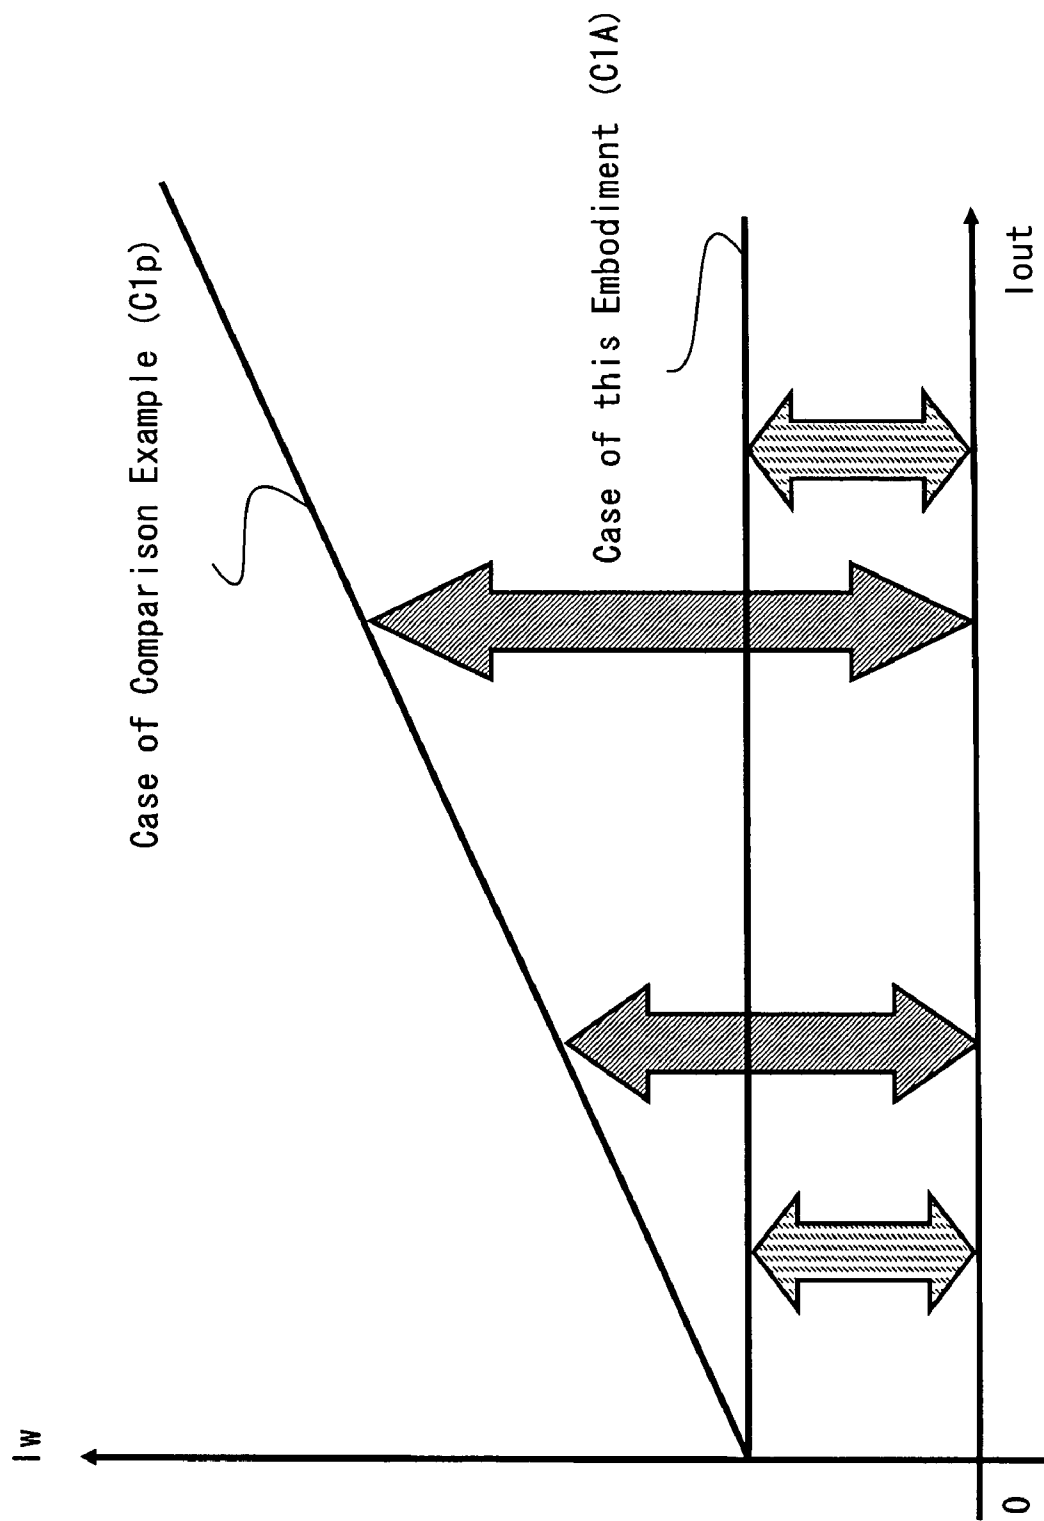 Iw
Case of Comparison Example (C1p)
Case of this Embodiment (C1A)
Iout
0